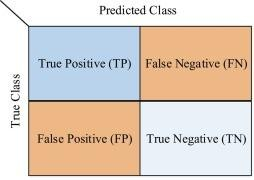 Predicted Class
True Class
True Positive (TP)
False Negative (FN)
False Positive (FP)
True Negative (TN)